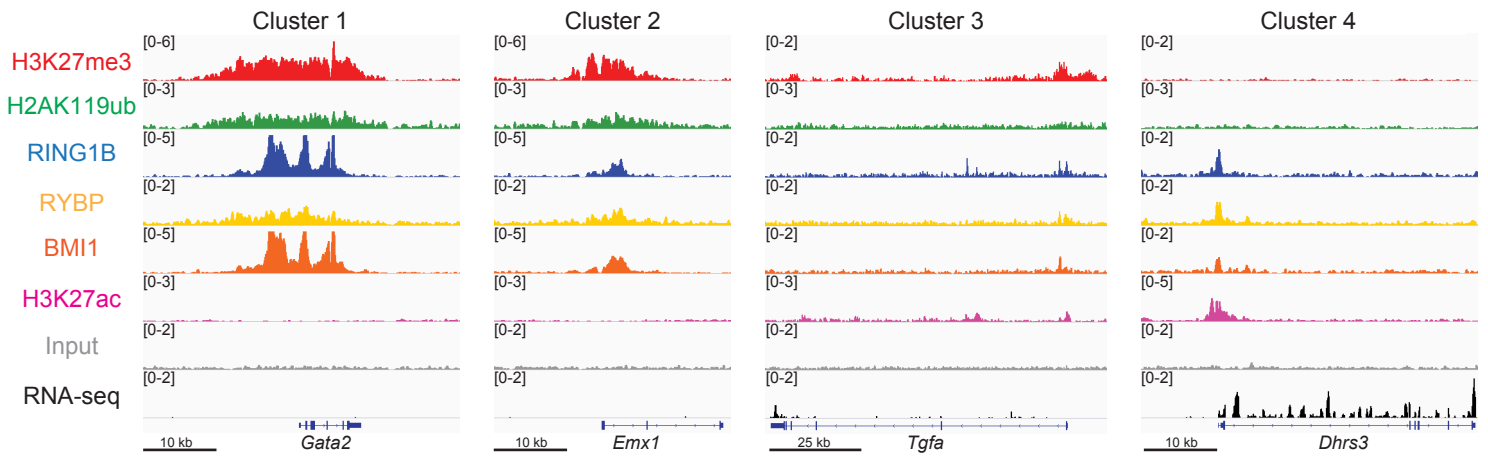 Cluster 1 Cluster 2 Cluster 3 Cluster 4
H3K27me3 [0-6] [0-6] [0-2] [0-2]
H2AK119ub [0-3] [0-3] [0-3] [0-3]
RING1B [0-5] [0-5] [0-2] [0-2]
RYBP [0-2] [0-2] [0-2] [0-2]
BMI1 [0-5] [0-5] [0-2] [0-2]
H3K27ac [0-3] [0-3] [0-3] [0-5]
Input [0-2] [0-2] [0-2] [0-2]
RNA-seq [0-2] [0-2] [0-2] [0-2]
10 kb Gata2 10 kb Emx1 25 kb Tgfa 10 kb Dhrs3